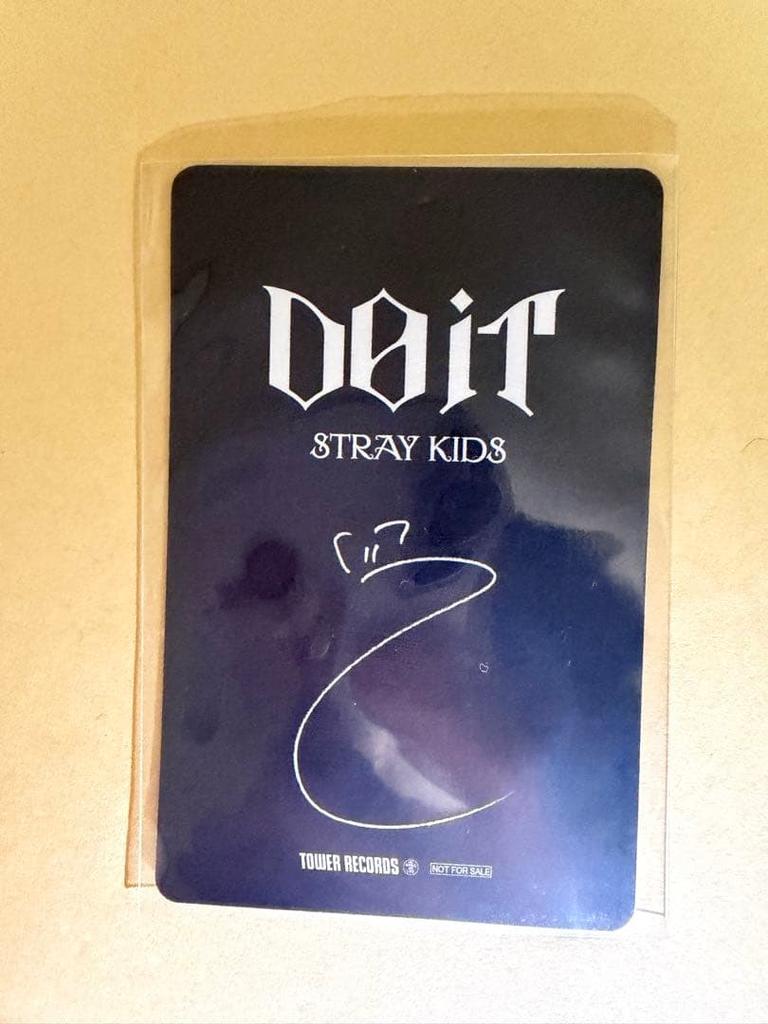 DO iT
STRAY KIDS
TOWER RECORDS
NOT FOR SALE